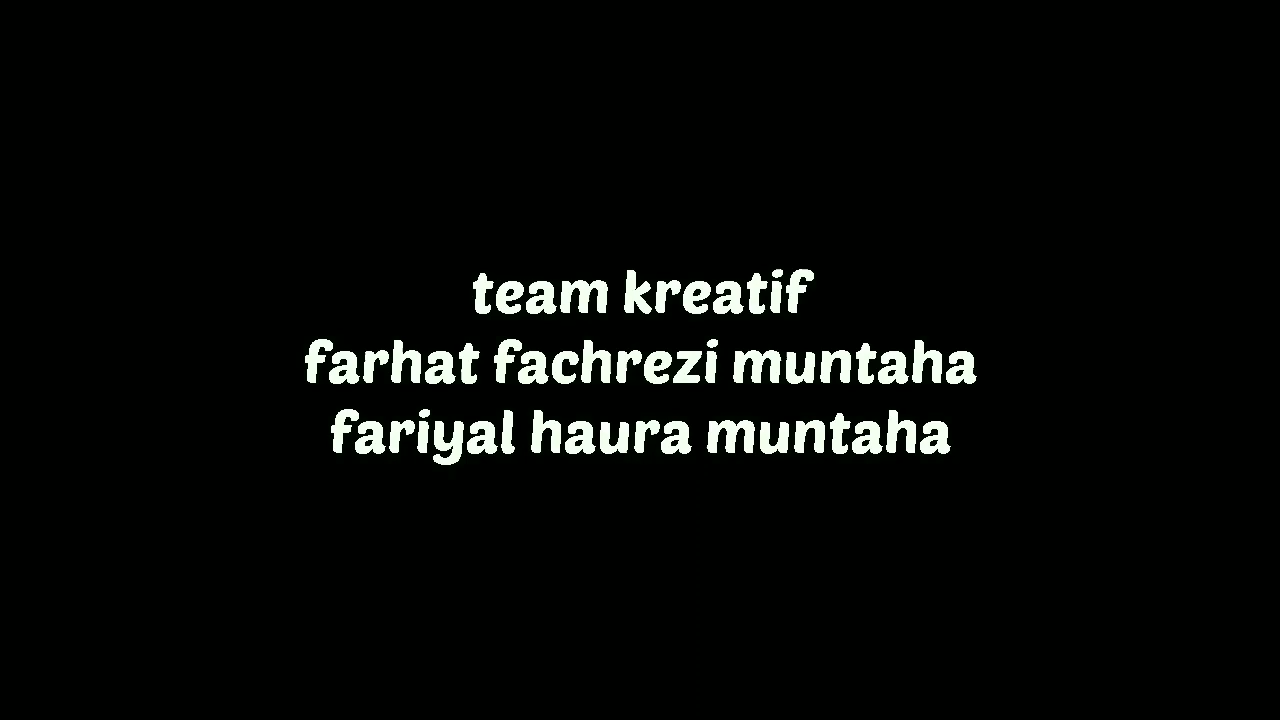 team kreatif
farhat fachrezi muntaha
fariyal haura muntaha